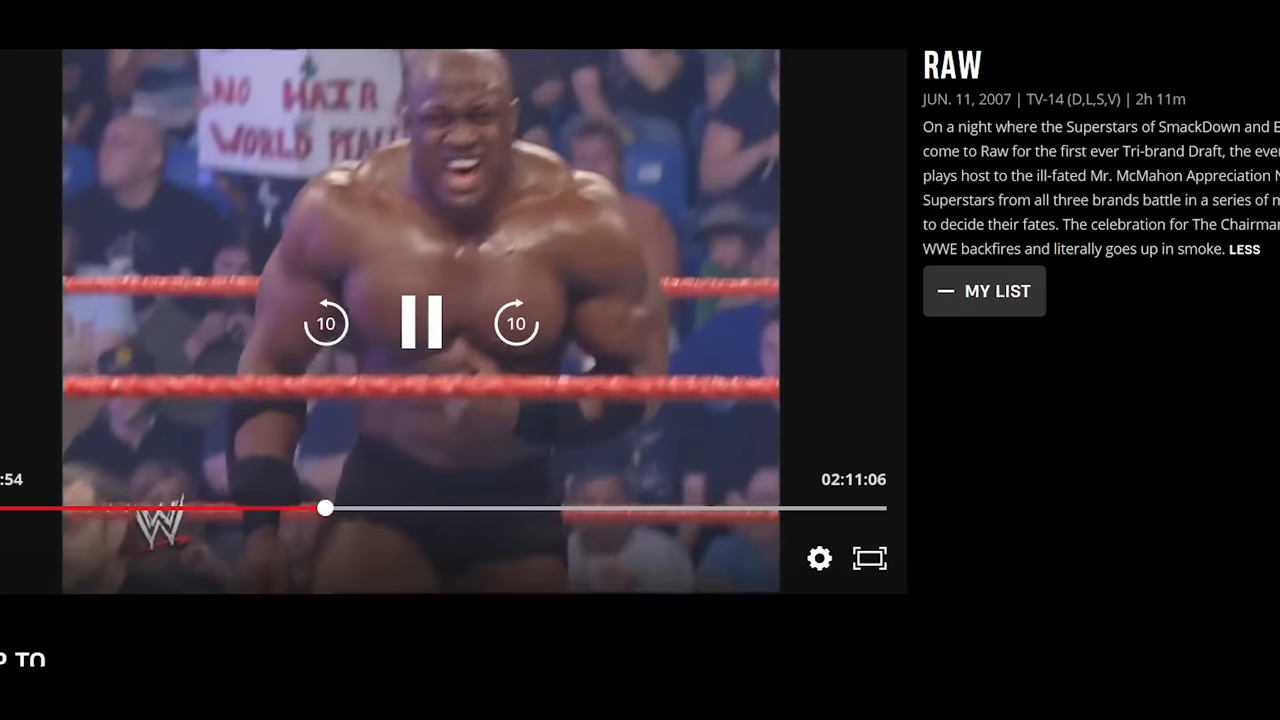 NO HAIR
WORLD
RAW
JUN. 11, 2007 | TV-14 (D,L,S,V) | 2h 11m
On a night where the Superstars of SmackDown and E
come to Raw for the first ever Tri-brand Draft, the eve
plays host to the ill-fated Mr. McMahon Appreciation N
Superstars from all three brands battle in a series of m
to decide their fates. The celebration for The Chairma
WWE backfires and literally goes up in smoke. LESS
— MY LIST
10
10
:54
02:11:06
W
P TO